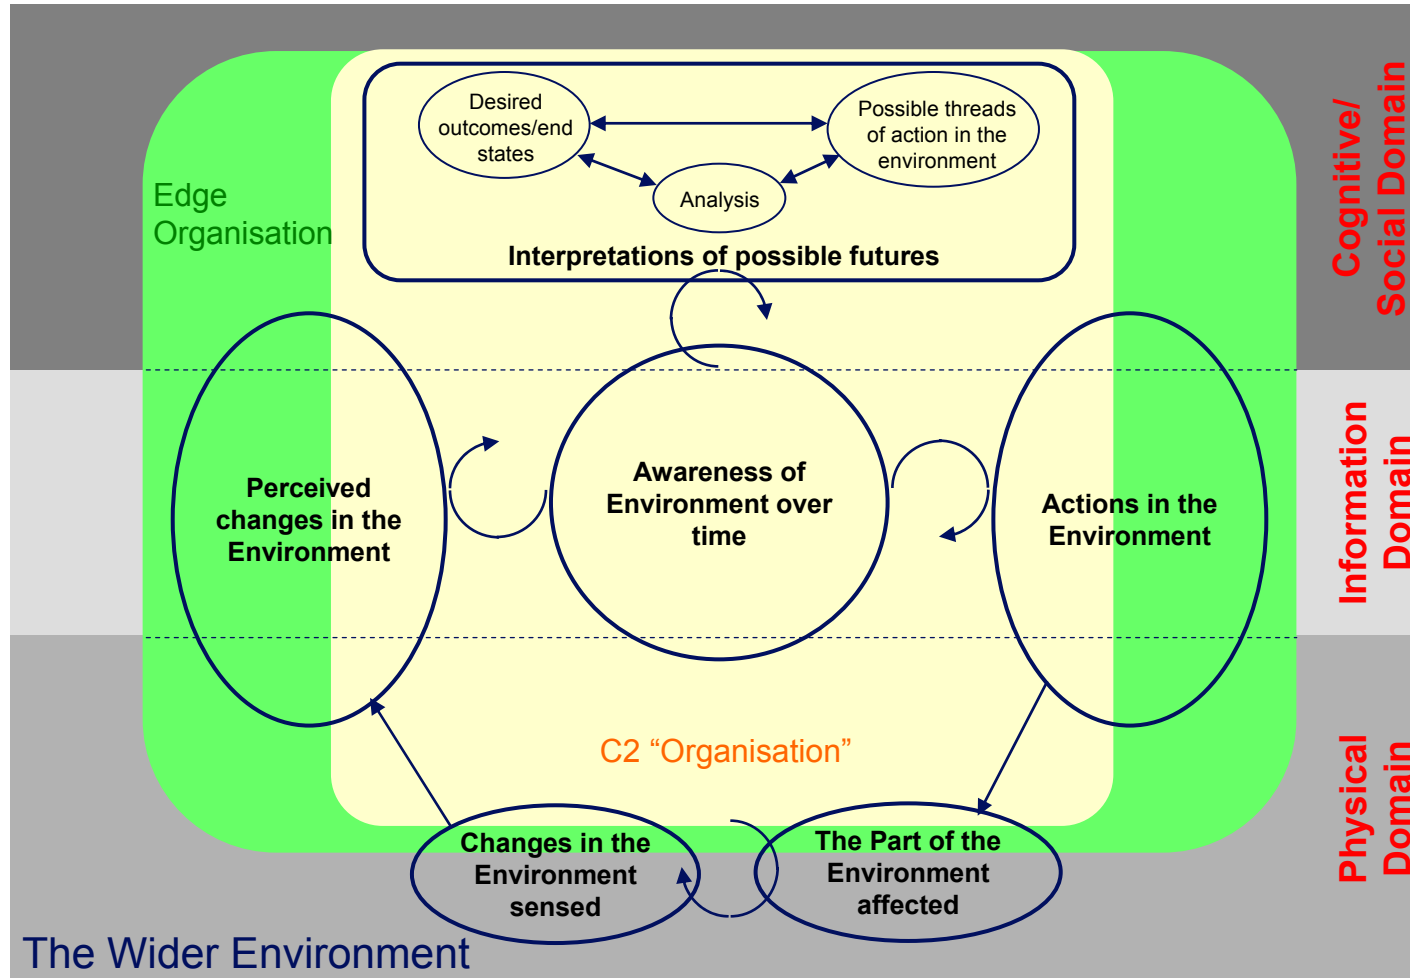 Desired
outcomes/end
states
Possible threads
of action in the
environment
Analysis
Interpretations of possible futures
Edge
Organisation
Cognitive/
Social Domain
Perceived
changes in the
Environment
Awareness of
Environment over
time
Actions in the
Environment
Information
Domain
C2 “Organisation”
Changes in the
Environment
sensed
The Part of the
Environment
affected
Physical
Domain
The Wider Environment